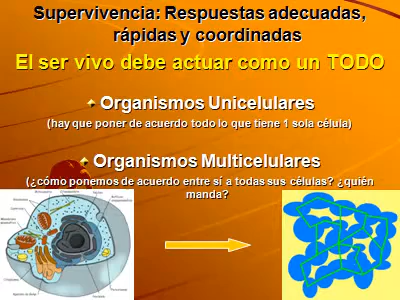 Supervivencia: Respuestas adecuadas,
rápidas y coordinadas
El ser vivo debe actuar como un TODO
Organismos Unicelulares
(hay que poner de acuerdo todo lo que tiene 1 sola célula)
Organismos Multicelulares
(¿cómo ponemos de acuerdo entre sí a todas sus células? ¿quién
manda?